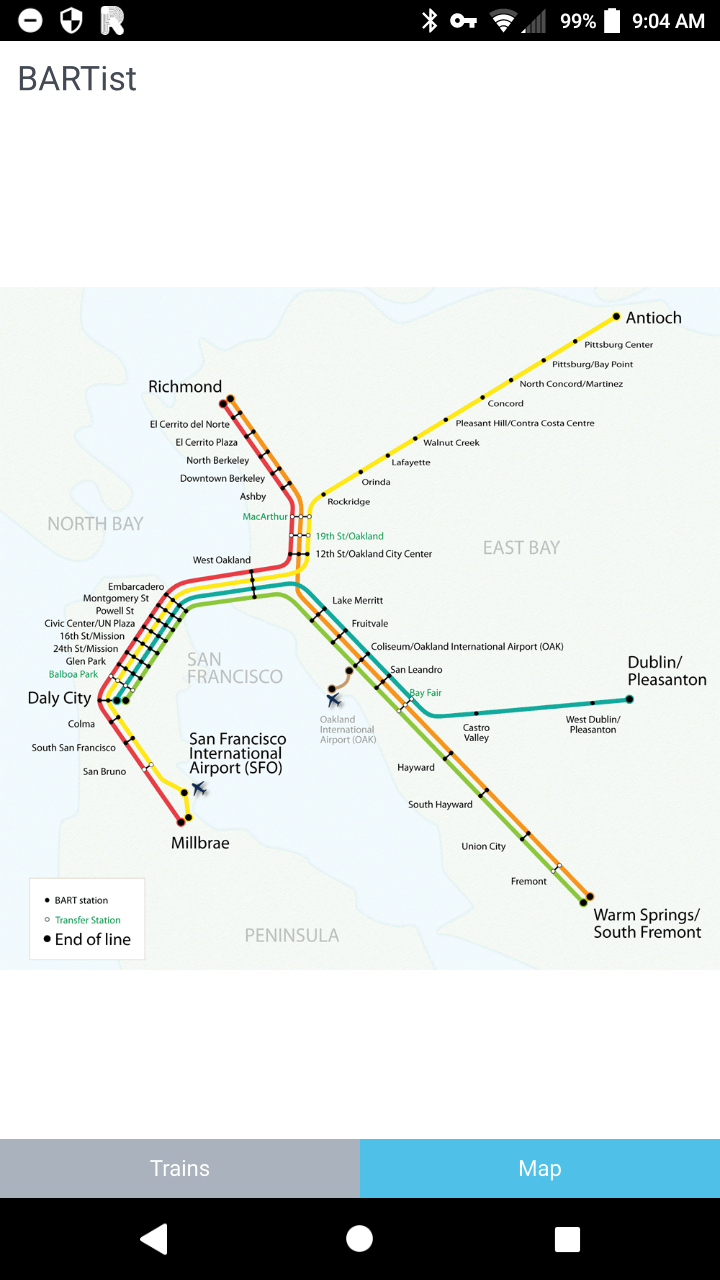 99% 9:04 AM
BARTist
Antioch
Pittsburg Center
Pittsburg/Bay Point
North Concord/Martinez
Concord
Pleasant Hill/Contra Costa Centre
Walnut Creek
Lafayette
Orinda
Rockridge
Richmond
El Cerrito del Norte
El Cerrito Plaza
North Berkeley
Downtown Berkeley
Ashby
MacArthur
19th St/Oakland
12th St/Oakland City Center
NORTH BAY
EAST BAY
West Oakland
Embarcadero
Montgomery St
Powell St
Civic Center/UN Plaza
16th St/Mission
24th St/Mission
Glen Park
Balboa Park
Daly City
SAN
FRANCISCO
Lake Merritt
Fruitvale
Coliseum/Oakland International Airport (OAK)
San Leandro
Bay Fair
Oakland
International
Airport (OAK)
Dublin/
Pleasanton
Castro
Valley
West Dublin/
Pleasanton
Colma
South San Francisco
San Bruno
San Francisco
International
Airport (SFO)
Millbrae
Hayward
South Hayward
Union City
Fremont
Warm Springs/
South Fremont
BART station
Transfer Station
End of line
PENINSULA
Trains
Map